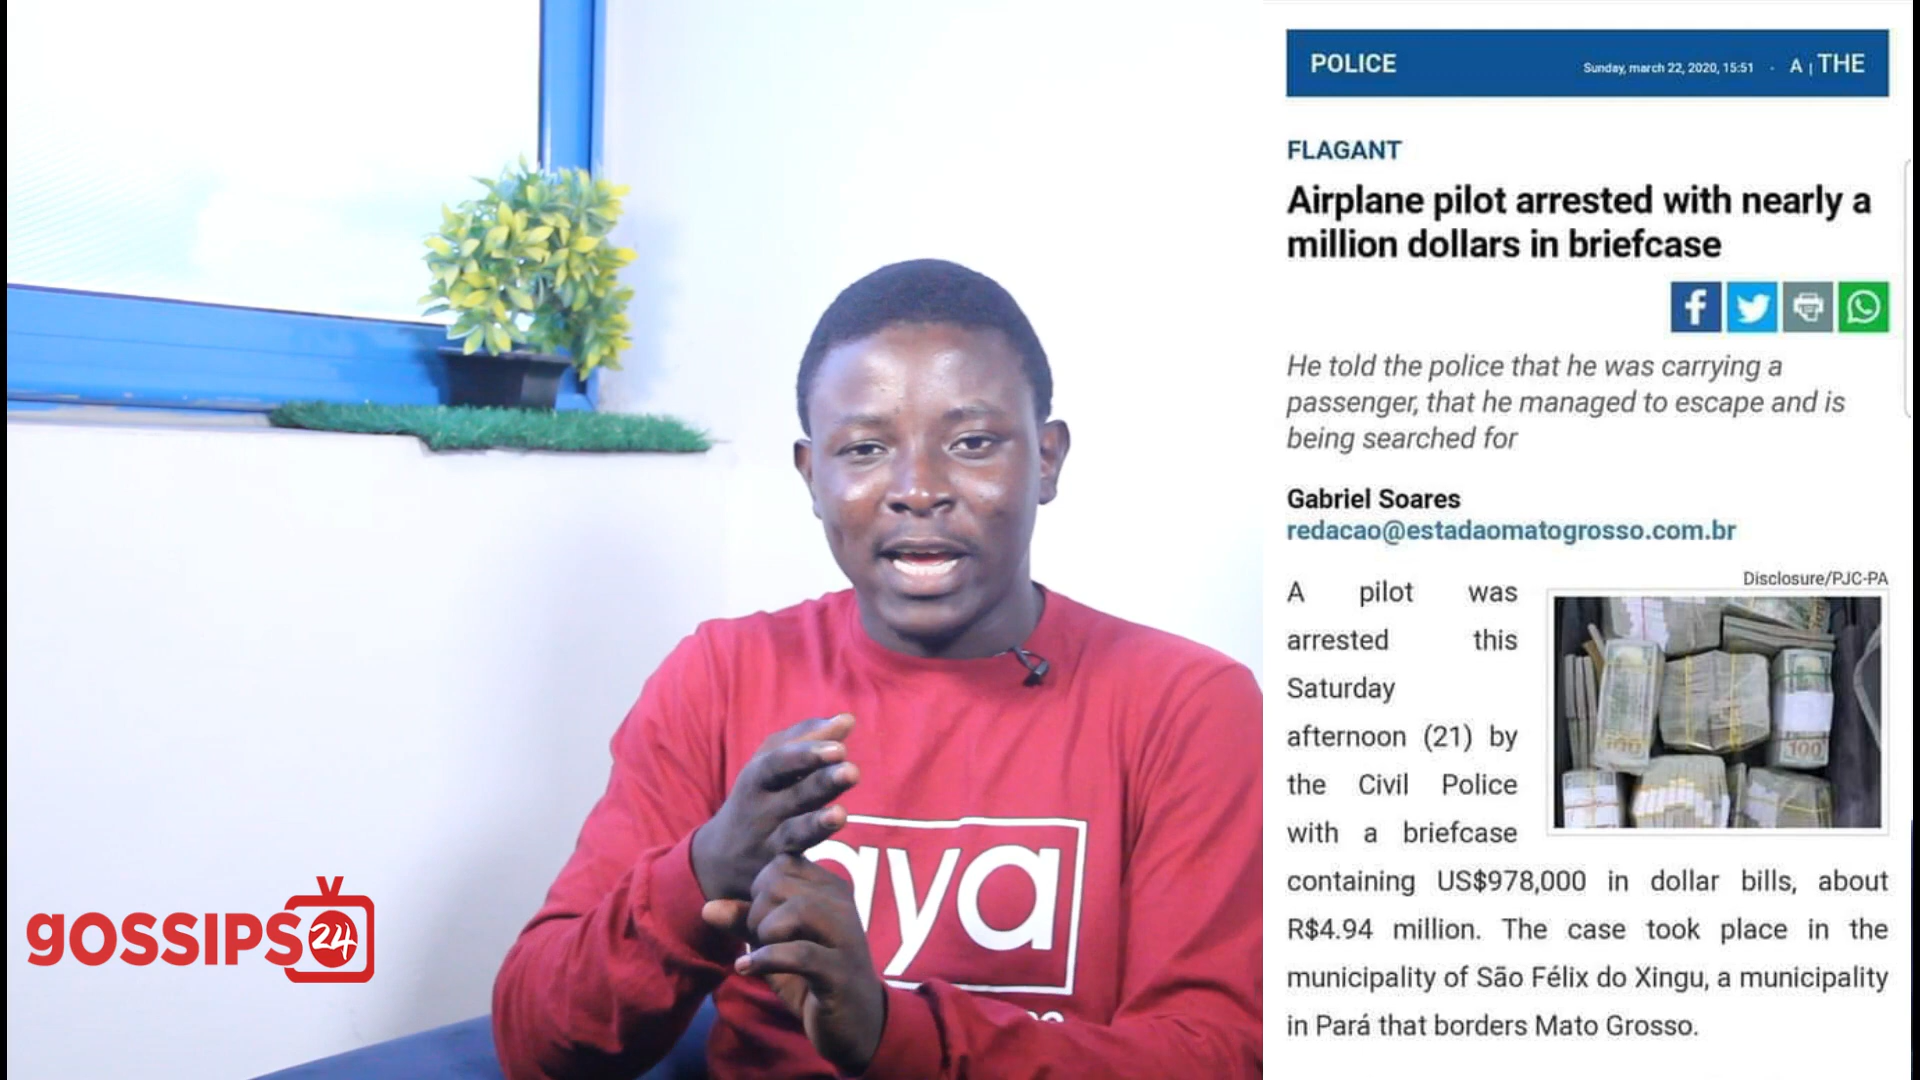 POLICE
Sunday, march 22, 2020, 15:51 - A | THE
FLAGANT
Airplane pilot arrested with nearly a
million dollars in briefcase
He told the police that he was carrying a
passenger, that he managed to escape and is
being searched for
Gabriel Soares
redacao@estadaomatogrosso.com.br
Disclosure/PJC-PA
A pilot was
arrested this
Saturday
afternoon (21) by
the Civil Police
with a briefcase
containing US$978,000 in dollar bills, about
R$4.94 million. The case took place in the
municipality of São Félix do Xingu, a municipality
in Pará that borders Mato Grosso.
100
100
aya
gOSSIPS24